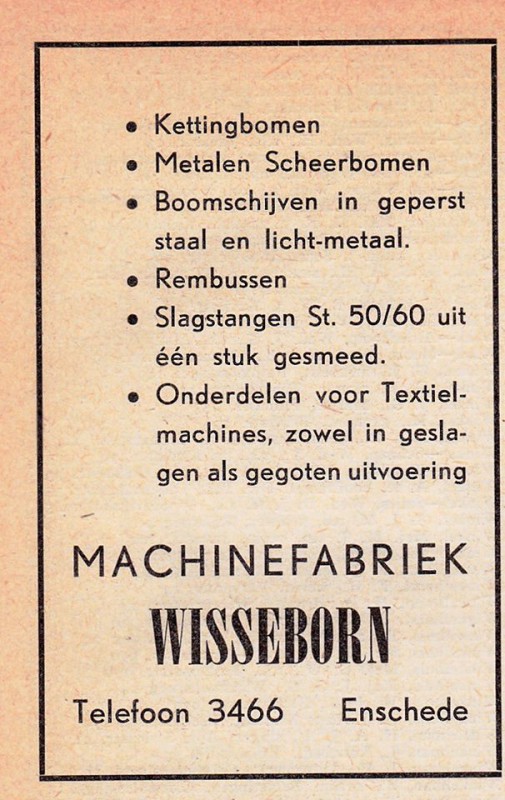 • Kettingbomen
• Metalen Scheerbomen
• Boomschijven in geperst
staal en licht-metaal.
• Rembussen
• Slagstangen St. 50/60 uit
één stuk gesmeed.
• Onderdelen voor Textiel-
machines, zowel in gesla-
gen als gegoten uitvoering
MACHINEFABRIEK
WISSEBORN
Telefoon 3466 Enschede